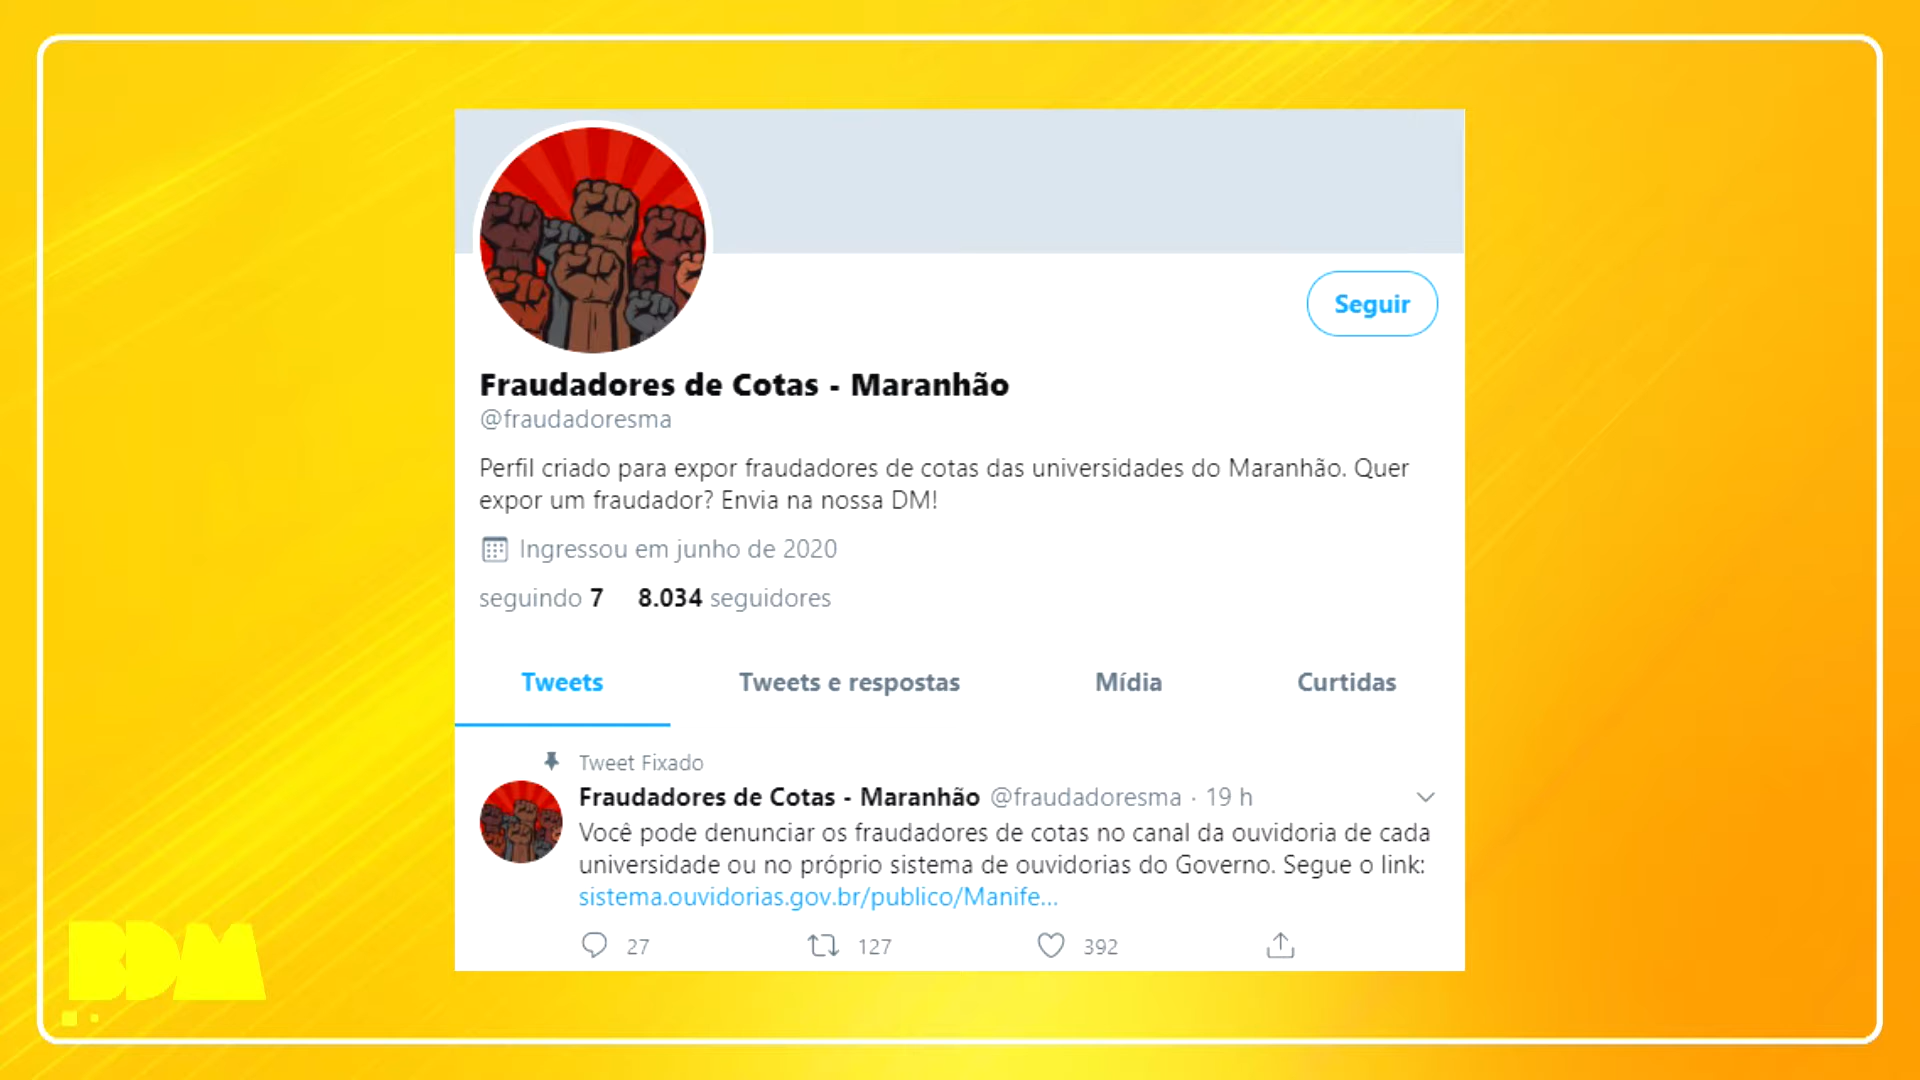 Seguir
Fraudadores de Cotas - Maranhão
@fraudadoresma
Perfil criado para expor fraudadores de cotas das universidades do Maranhão. Quer
expor um fraudador? Envia na nossa DM!
Ingressou em junho de 2020
seguindo 7 8.034 seguidores
Tweets Tweets e respostas Mídia Curtidas
Tweet Fixado
Fraudadores de Cotas - Maranhão @fraudadoresma · 19 h
Você pode denunciar os fraudadores de cotas no canal da ouvidoria de cada
universidade ou no próprio sistema de ouvidorias do Governo. Segue o link:
sistema.ouvidorias.gov.br/publico/Manife...
27 127 392
BDM